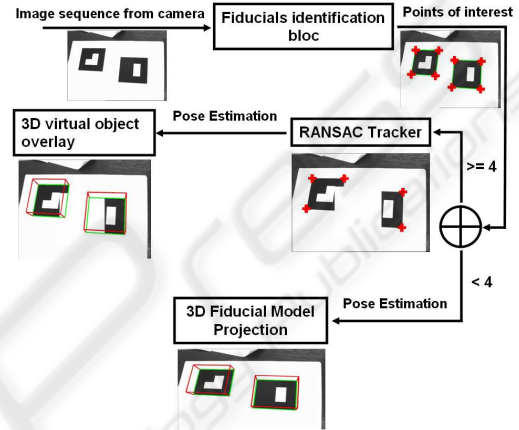 Image sequence from camera
Fiducials identification
bloc
Points of interest
3D virtual object
overlay
Pose Estimation
RANSAC Tracker
>= 4
< 4
Pose Estimation
3D Fiducial Model
Projection